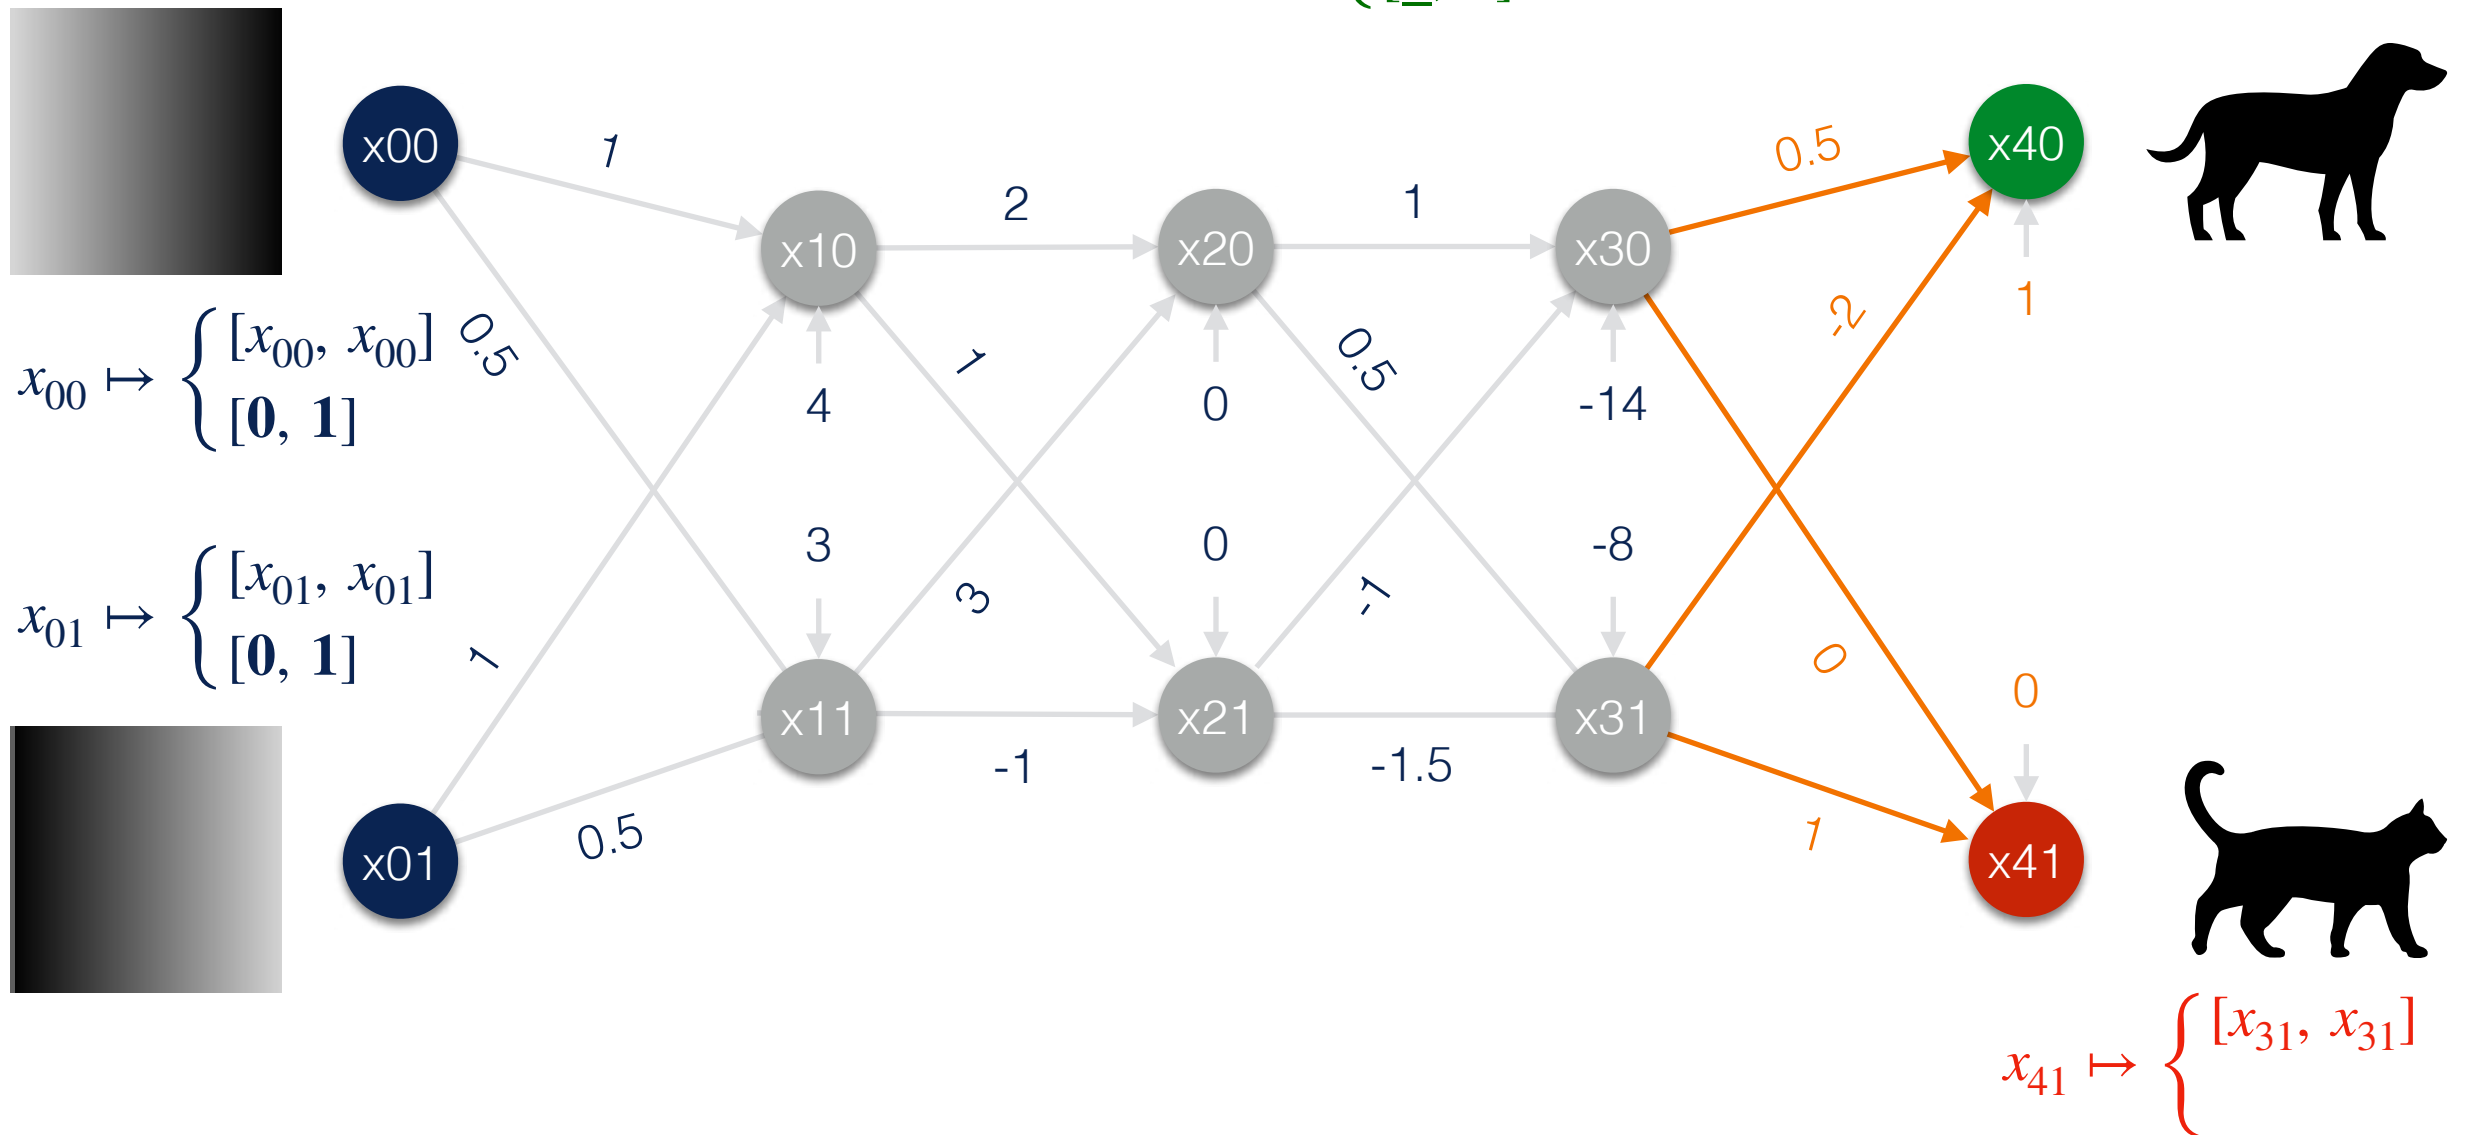 x00
1
0.5
x10
2
x20
1
x30
0.5
x40
-2
1
4
1
0
0.5
-14
x00 ↦ { [x00, x00]
[0, 1]
x01 ↦ { [x01, x01]
[0, 1]
3
0
-8
1
3
-1
0
0
x11
-1
x21
-1.5
x31
1
x41
x01
0.5
x41 ↦ { [x31, x31]